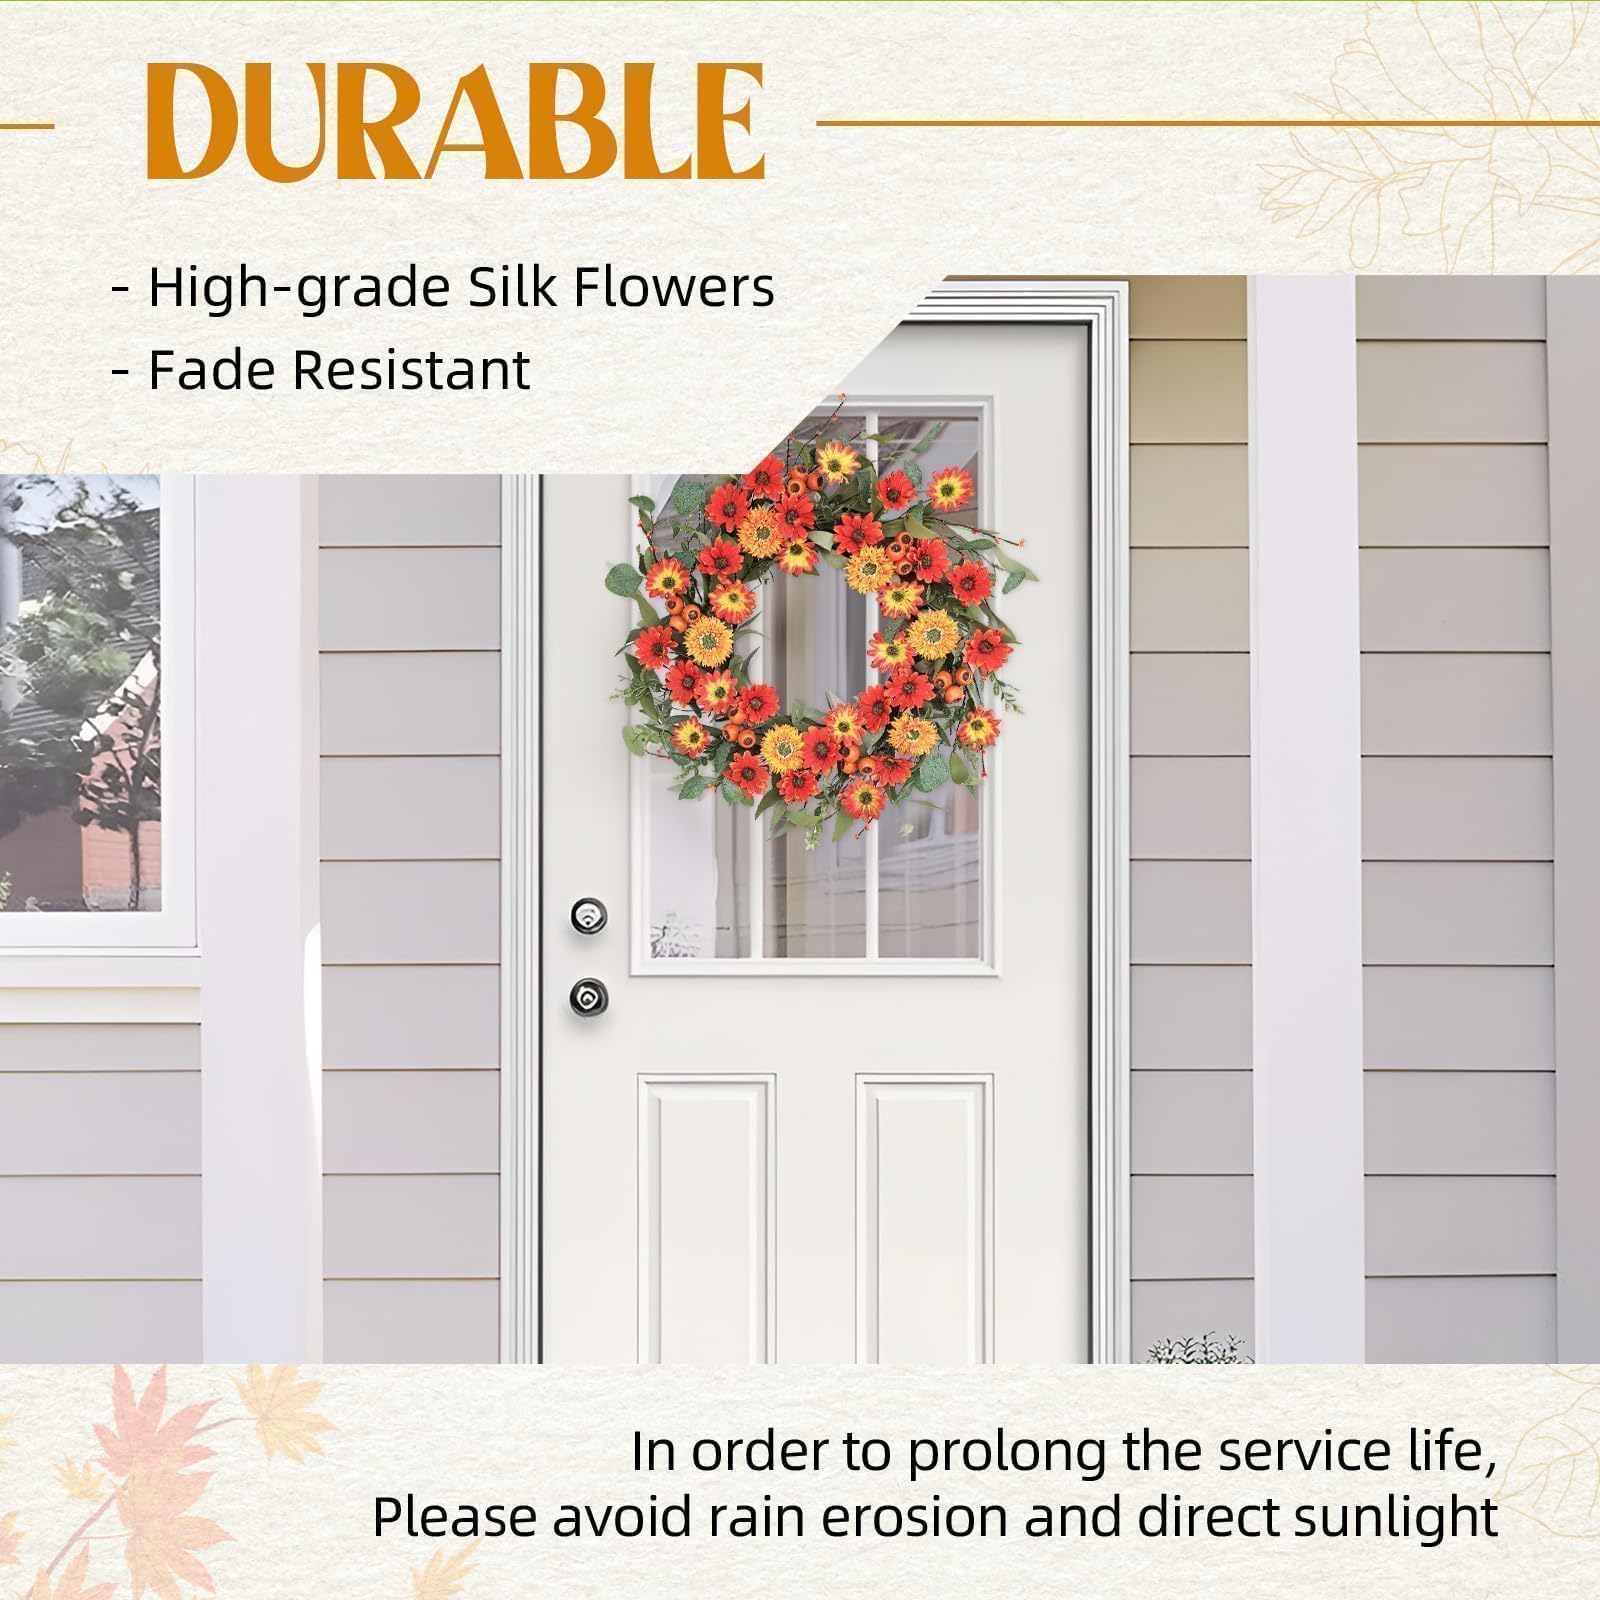 DURABLE
- High-grade Silk Flowers
- Fade Resistant
In order to prolong the service life,
Please avoid rain erosion and direct sunlight